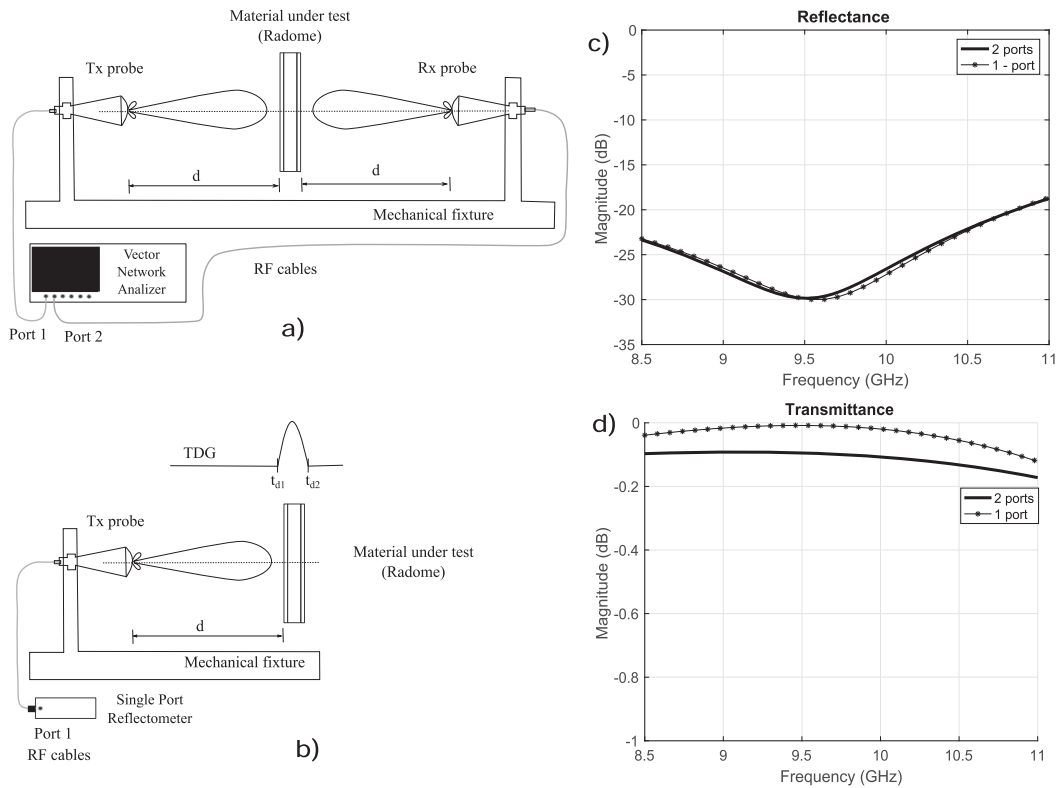 Material under test
(Radome)
Tx probe
Rx probe
d
d
Mechanical fixture
Vector
Network
Analizer
RF cables
Port 1
Port 2
a)
TDG
td1
td2
Tx probe
Material under test
(Radome)
d
Mechanical fixture
Single Port
Reflectometer
Port 1
RF cables
b)
c)
Reflectance
2 ports
1 - port
Magnitude (dB)
0
-5
-10
-15
-20
-25
-30
-35
8.5
9
9.5
10
10.5
11
Frequency (GHz)
d)
Transmittance
2 ports
1 port
Magnitude (dB)
0
-0.2
-0.4
-0.6
-0.8
-1
8.5
9
9.5
10
10.5
11
Frequency (GHz)